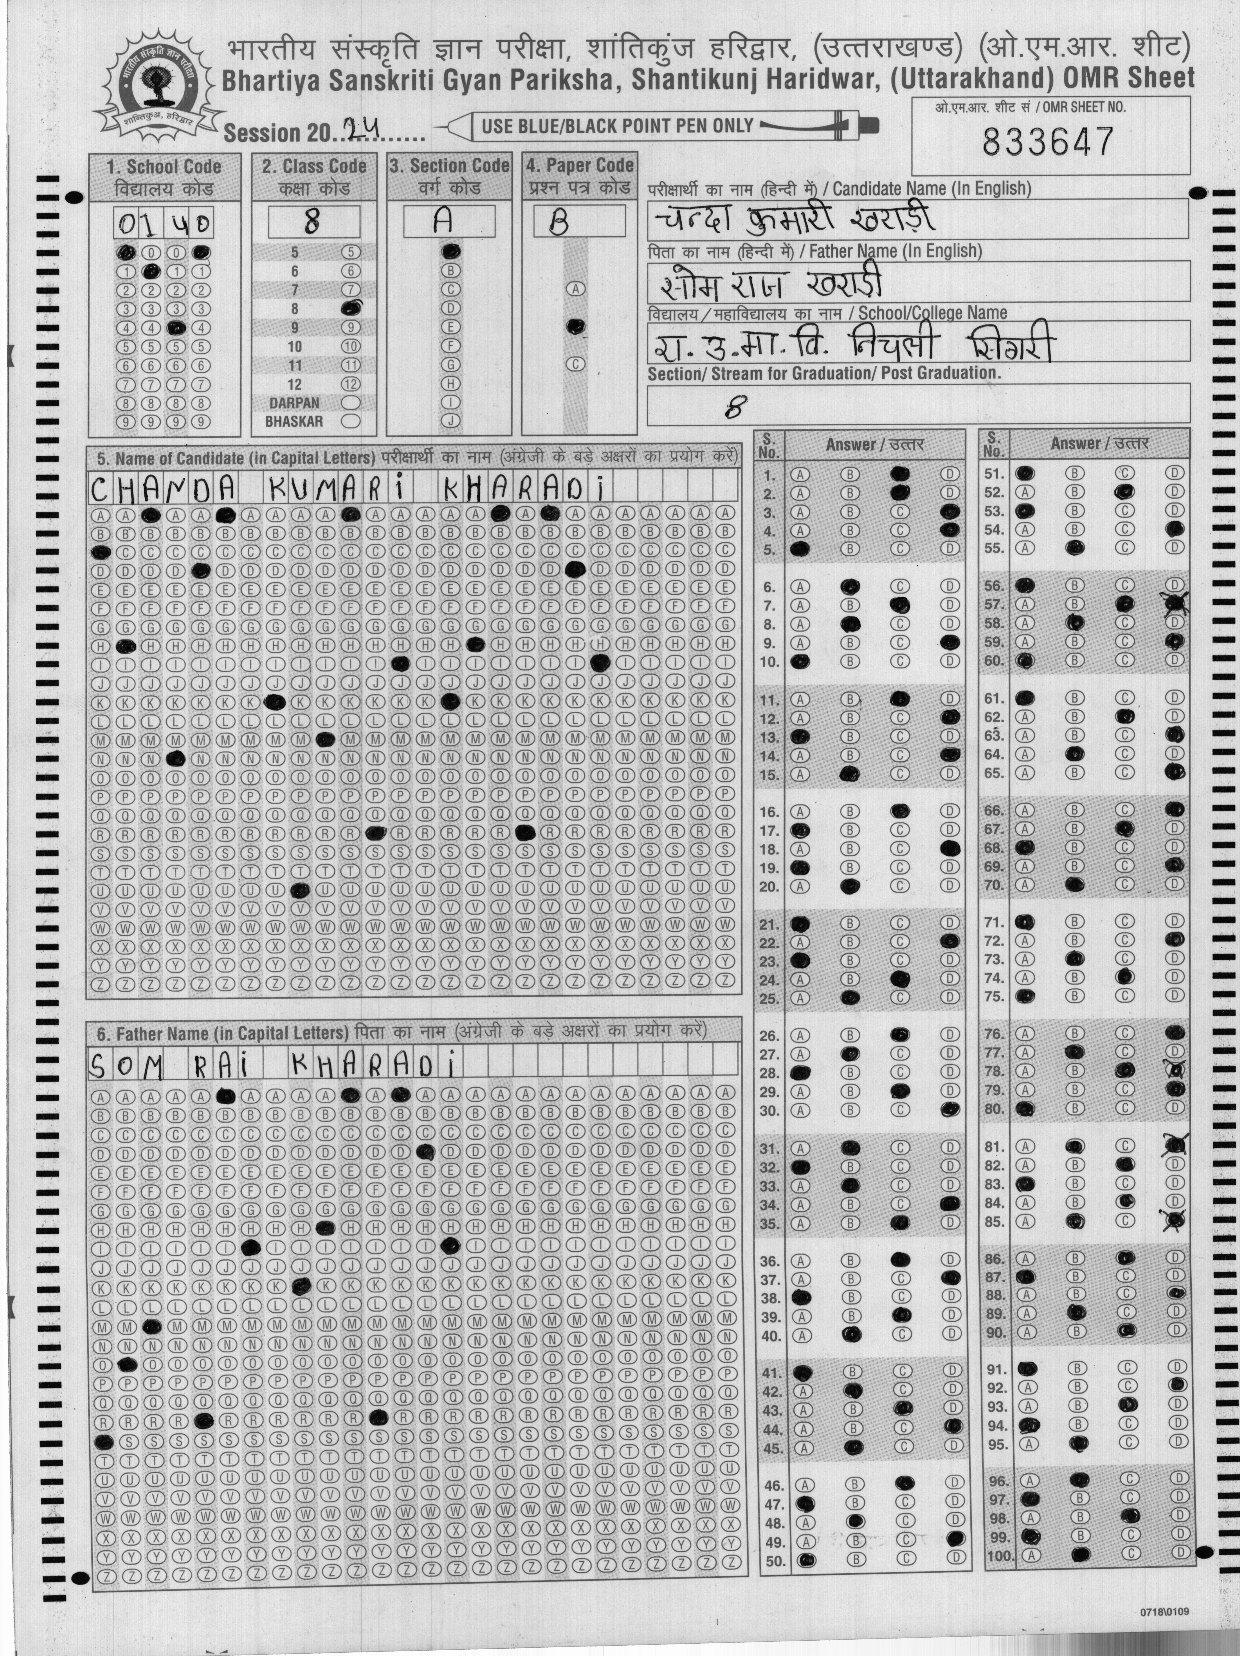 भारतीय संस्कृति ज्ञान परीक्षा, शांतिकुंज हरिद्वार, (उत्तराखण्ड) (ओ.एम.आर. शीट)
Bhartiya Sanskriti Gyan Pariksha, Shantikunj Haridwar, (Uttarakhand) OMR Sheet
Session 20..24........
USE BLUE/BLACK POINT PEN ONLY
ओ.एम.आर. शीट सं / OMR SHEET NO.
833647
1. School Code
विद्यालय कोड
0140
2. Class Code
कक्षा कोड
8
3. Section Code
वर्ग कोड
A
4. Paper Code
प्रश्न पत्र कोड
B
5
6
7
8
9
10
11
12
DARPAN
BHASKAR
परीक्षार्थी का नाम (हिन्दी में) / Candidate Name (In English)
चन्दा कुमारी खराड़ी
पिता का नाम (हिन्दी में) / Father Name (In English)
सोम राज खराड़ी
विद्यालय/महाविद्यालय का नाम / School/College Name
रा. उ.मा. वि. निचली सिगरी
Section/ Stream for Graduation/ Post Graduation.
8
5. Name of Candidate (in Capital Letters) परीक्षार्थी का नाम (अंग्रेजी के बड़े अक्षरों का प्रयोग करें)
CHANDA KUMARi KHARADi
6. Father Name (in Capital Letters) पिता का नाम (अंग्रेजी के बड़े अक्षरों का प्रयोग करें)
SOM RAi KHARADi
S. No. Answer / उत्तर
S. No. Answer / उत्तर
0718\0109